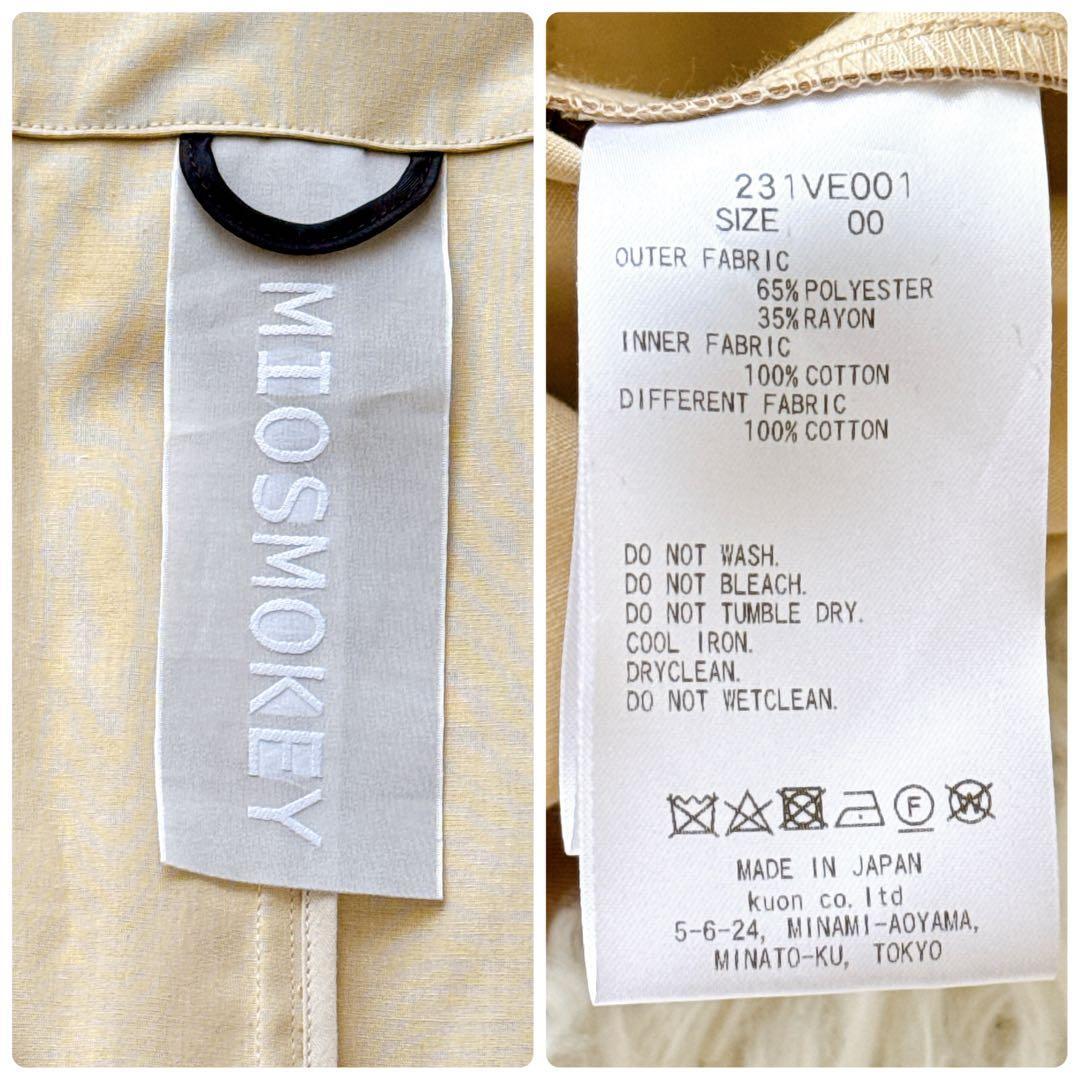 MIOSMOKEY
231VE001
SIZE 00
OUTER FABRIC
65% POLYESTER
35% RAYON
INNER FABRIC
100% COTTON
DIFFERENT FABRIC
100% COTTON
DO NOT WASH.
DO NOT BLEACH.
DO NOT TUMBLE DRY.
COOL IRON.
DRYCLEAN.
DO NOT WETCLEAN.
F W
MADE IN JAPAN
kuon co. ltd
5-6-24, MINAMI-AOYAMA,
MINATO-KU, TOKYO